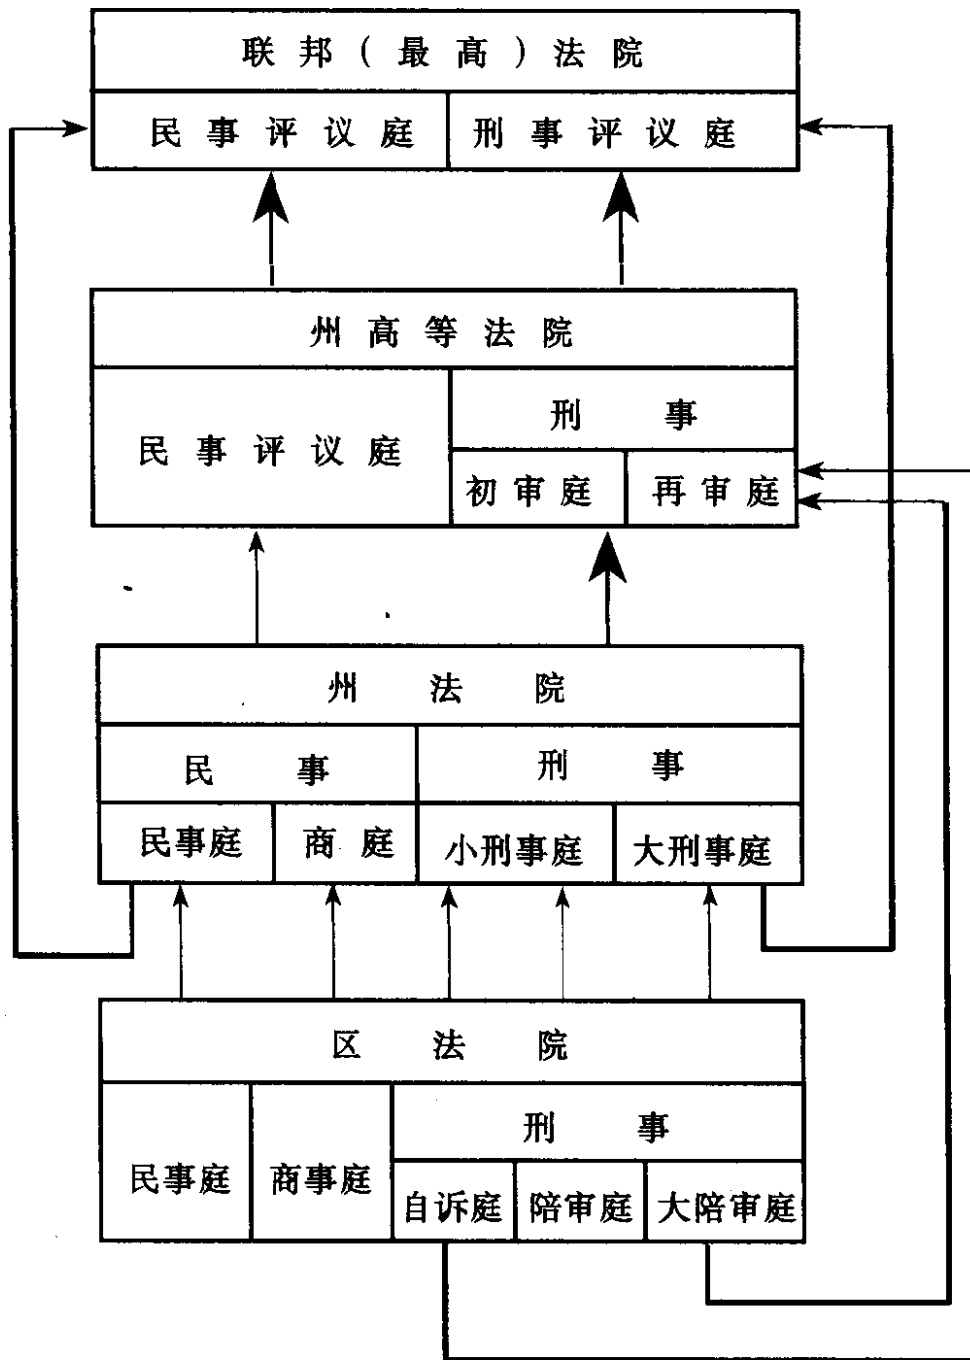 联邦(最高)法院
民事评议庭 刑事评议庭
州高等法院
刑事
民事评议庭
初审庭 再审庭
州法院
民事 刑事
民事庭 商庭 小刑事庭 大刑事庭
区法院
刑事
民事庭 商事庭
自诉庭 陪审庭 大陪审庭